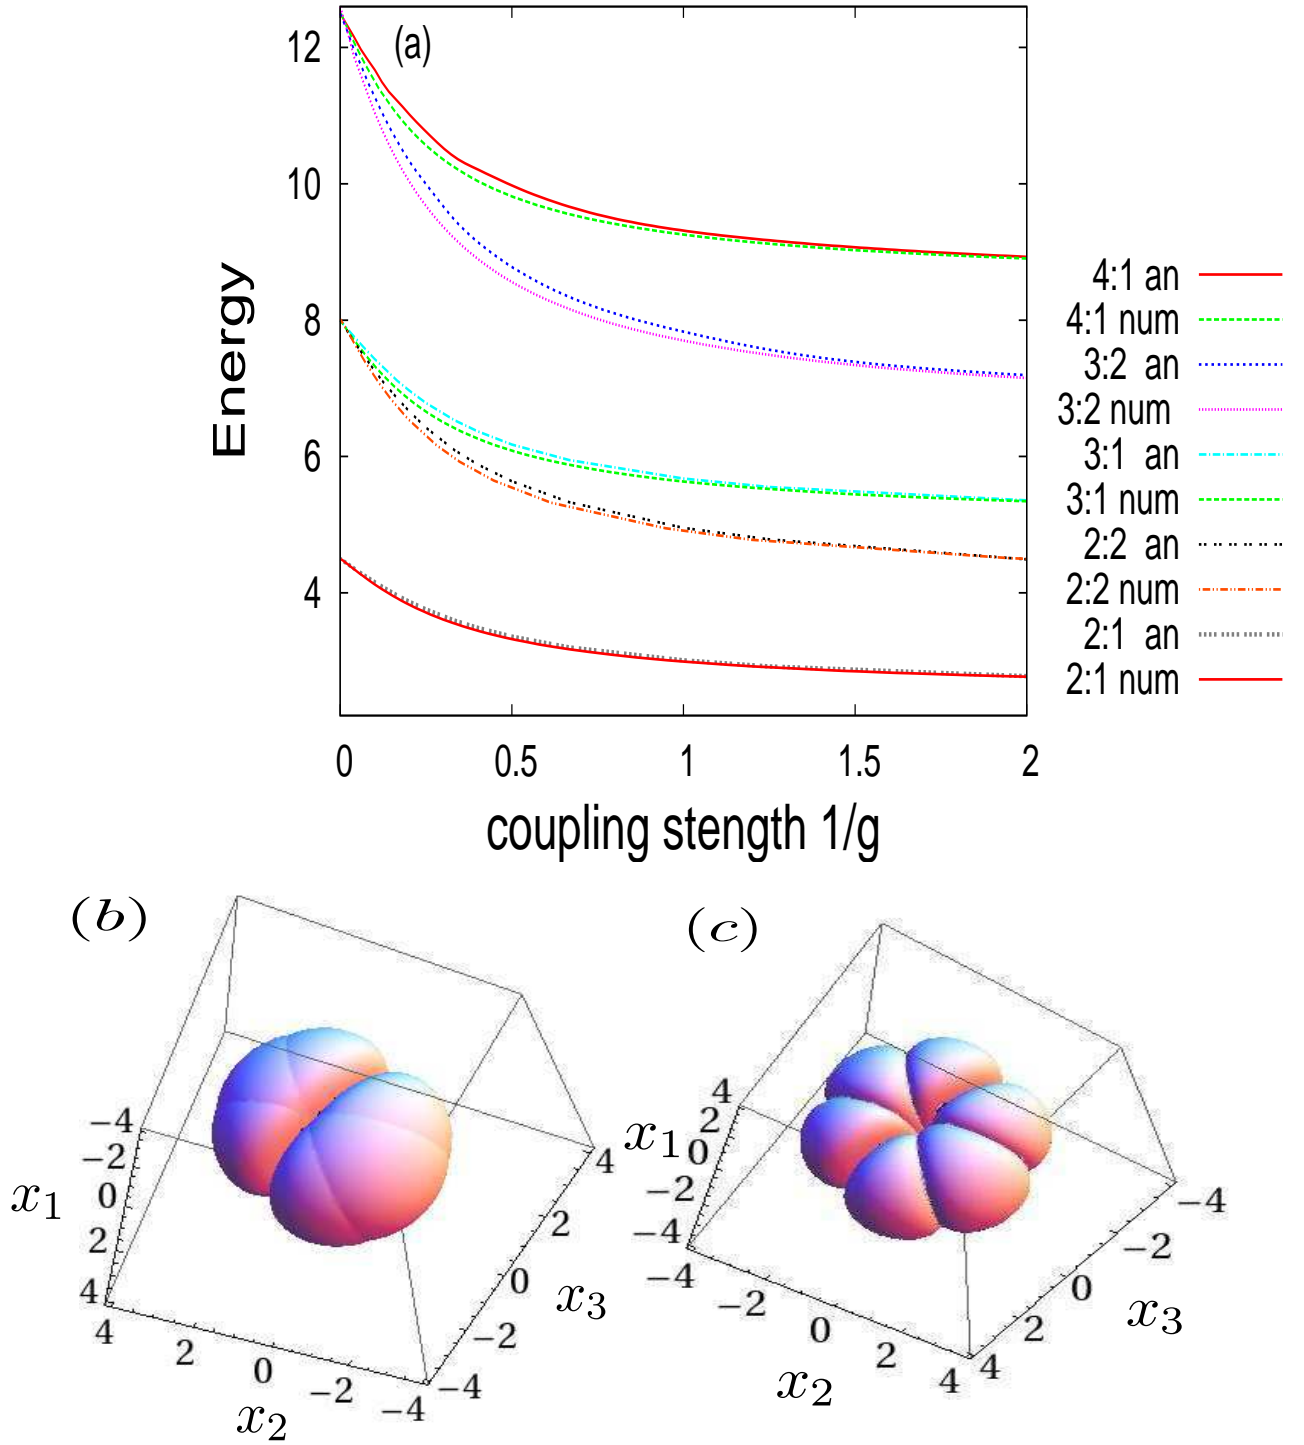 (a)
12
10
8
6
4
Energy
0 0.5 1 1.5 2
coupling stength 1/g
4:1 an
4:1 num
3:2 an
3:2 num
3:1 an
3:1 num
2:2 an
2:2 num
2:1 an
2:1 num
(b)
-4
-2
0
2
4
x1
4 2 0 -2 -4
x2
-4 -2 0 2 4
x3
(c)
4
2
0
-2
-4
x1
-4 -2 0 2 4
x2
4 2 0 -2 -4
x3